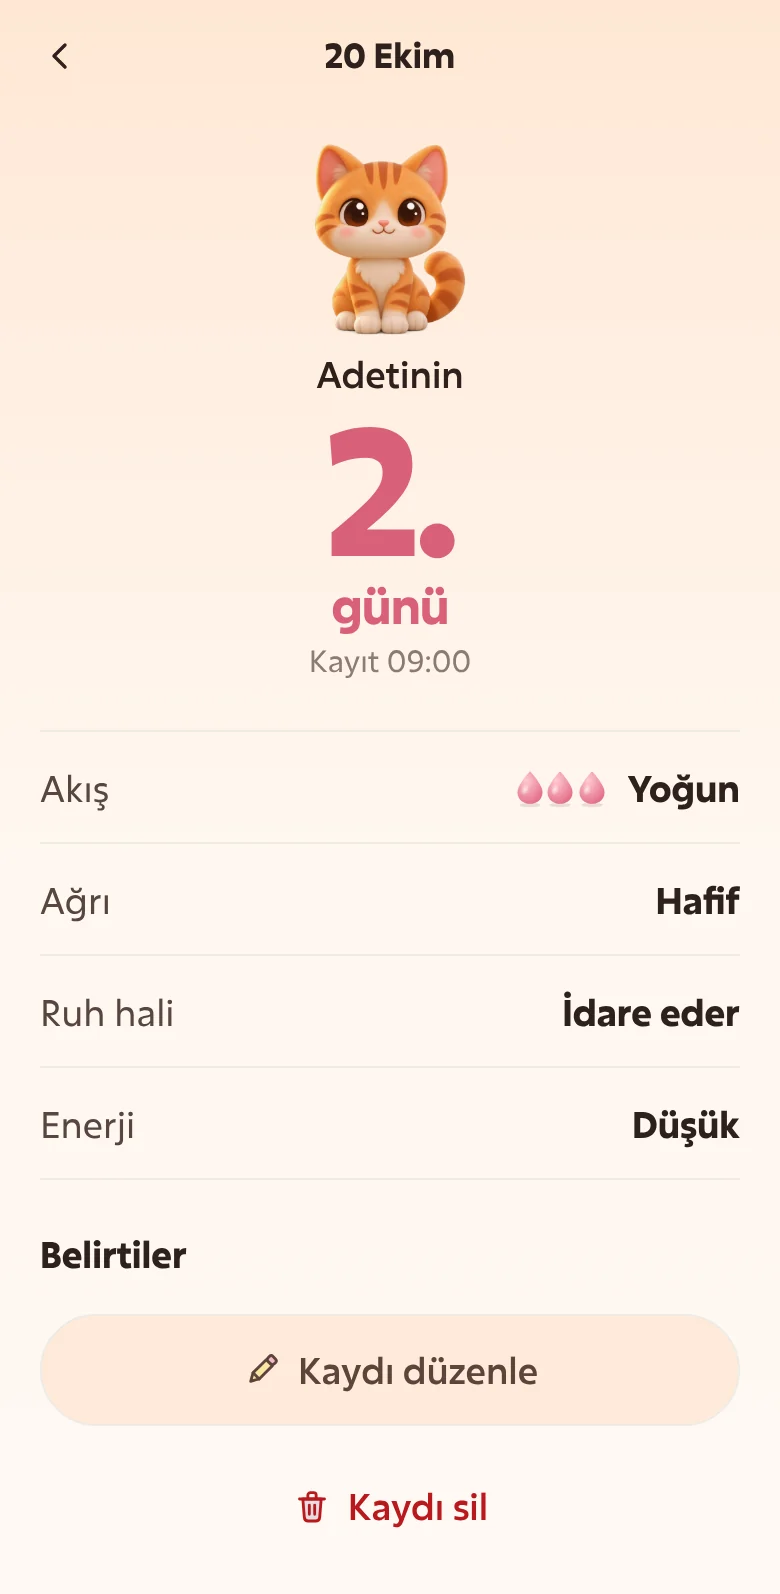 20 Ekim
Adetinin
2.
günü
Kayıt 09:00
Akış Yoğun
Ağrı Hafif
Ruh hali İdare eder
Enerji Düşük
Belirtiler
Kaydı düzenle
Kaydı sil